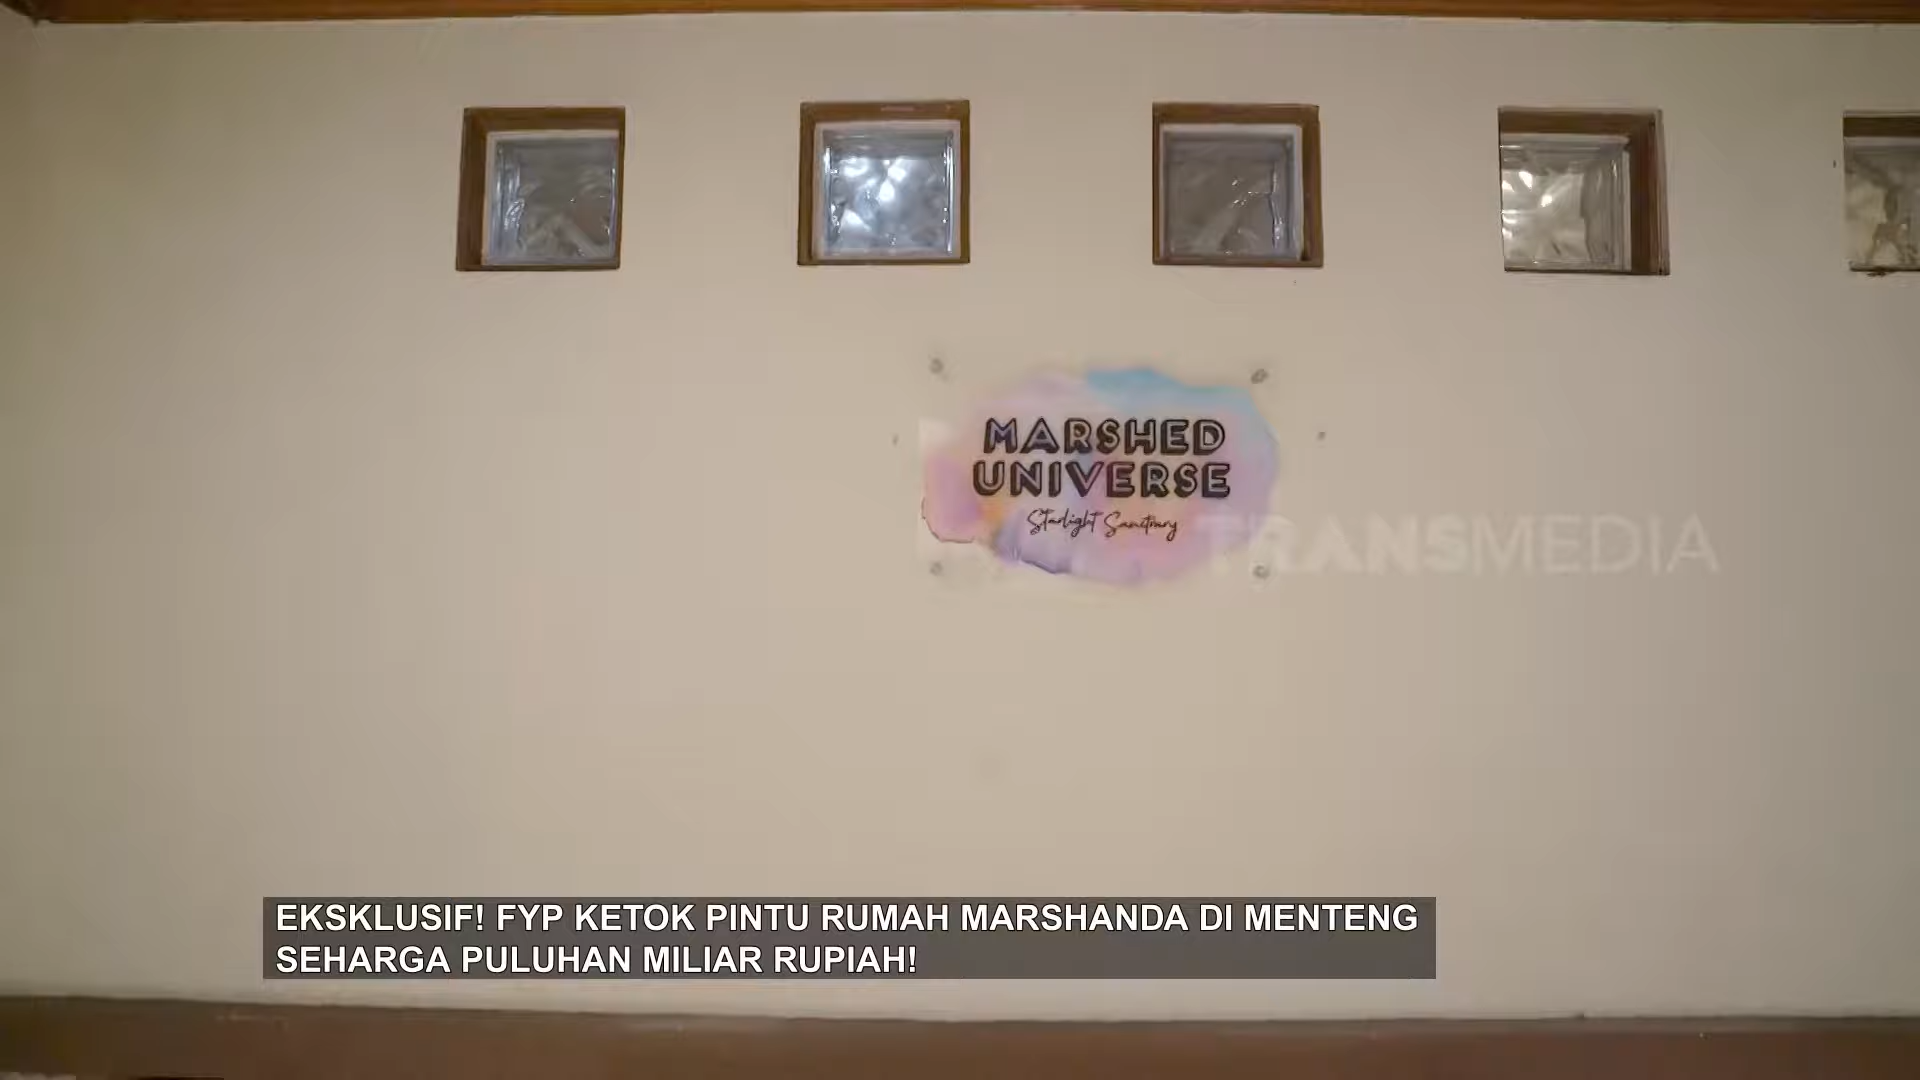 MARSHED
UNIVERSE
Starlight Sanctuary
TRANSMEDIA
EKSKLUSIF! FYP KETOK PINTU RUMAH MARSHANDA DI MENTENG
SEHARGA PULUHAN MILIAR RUPIAH!